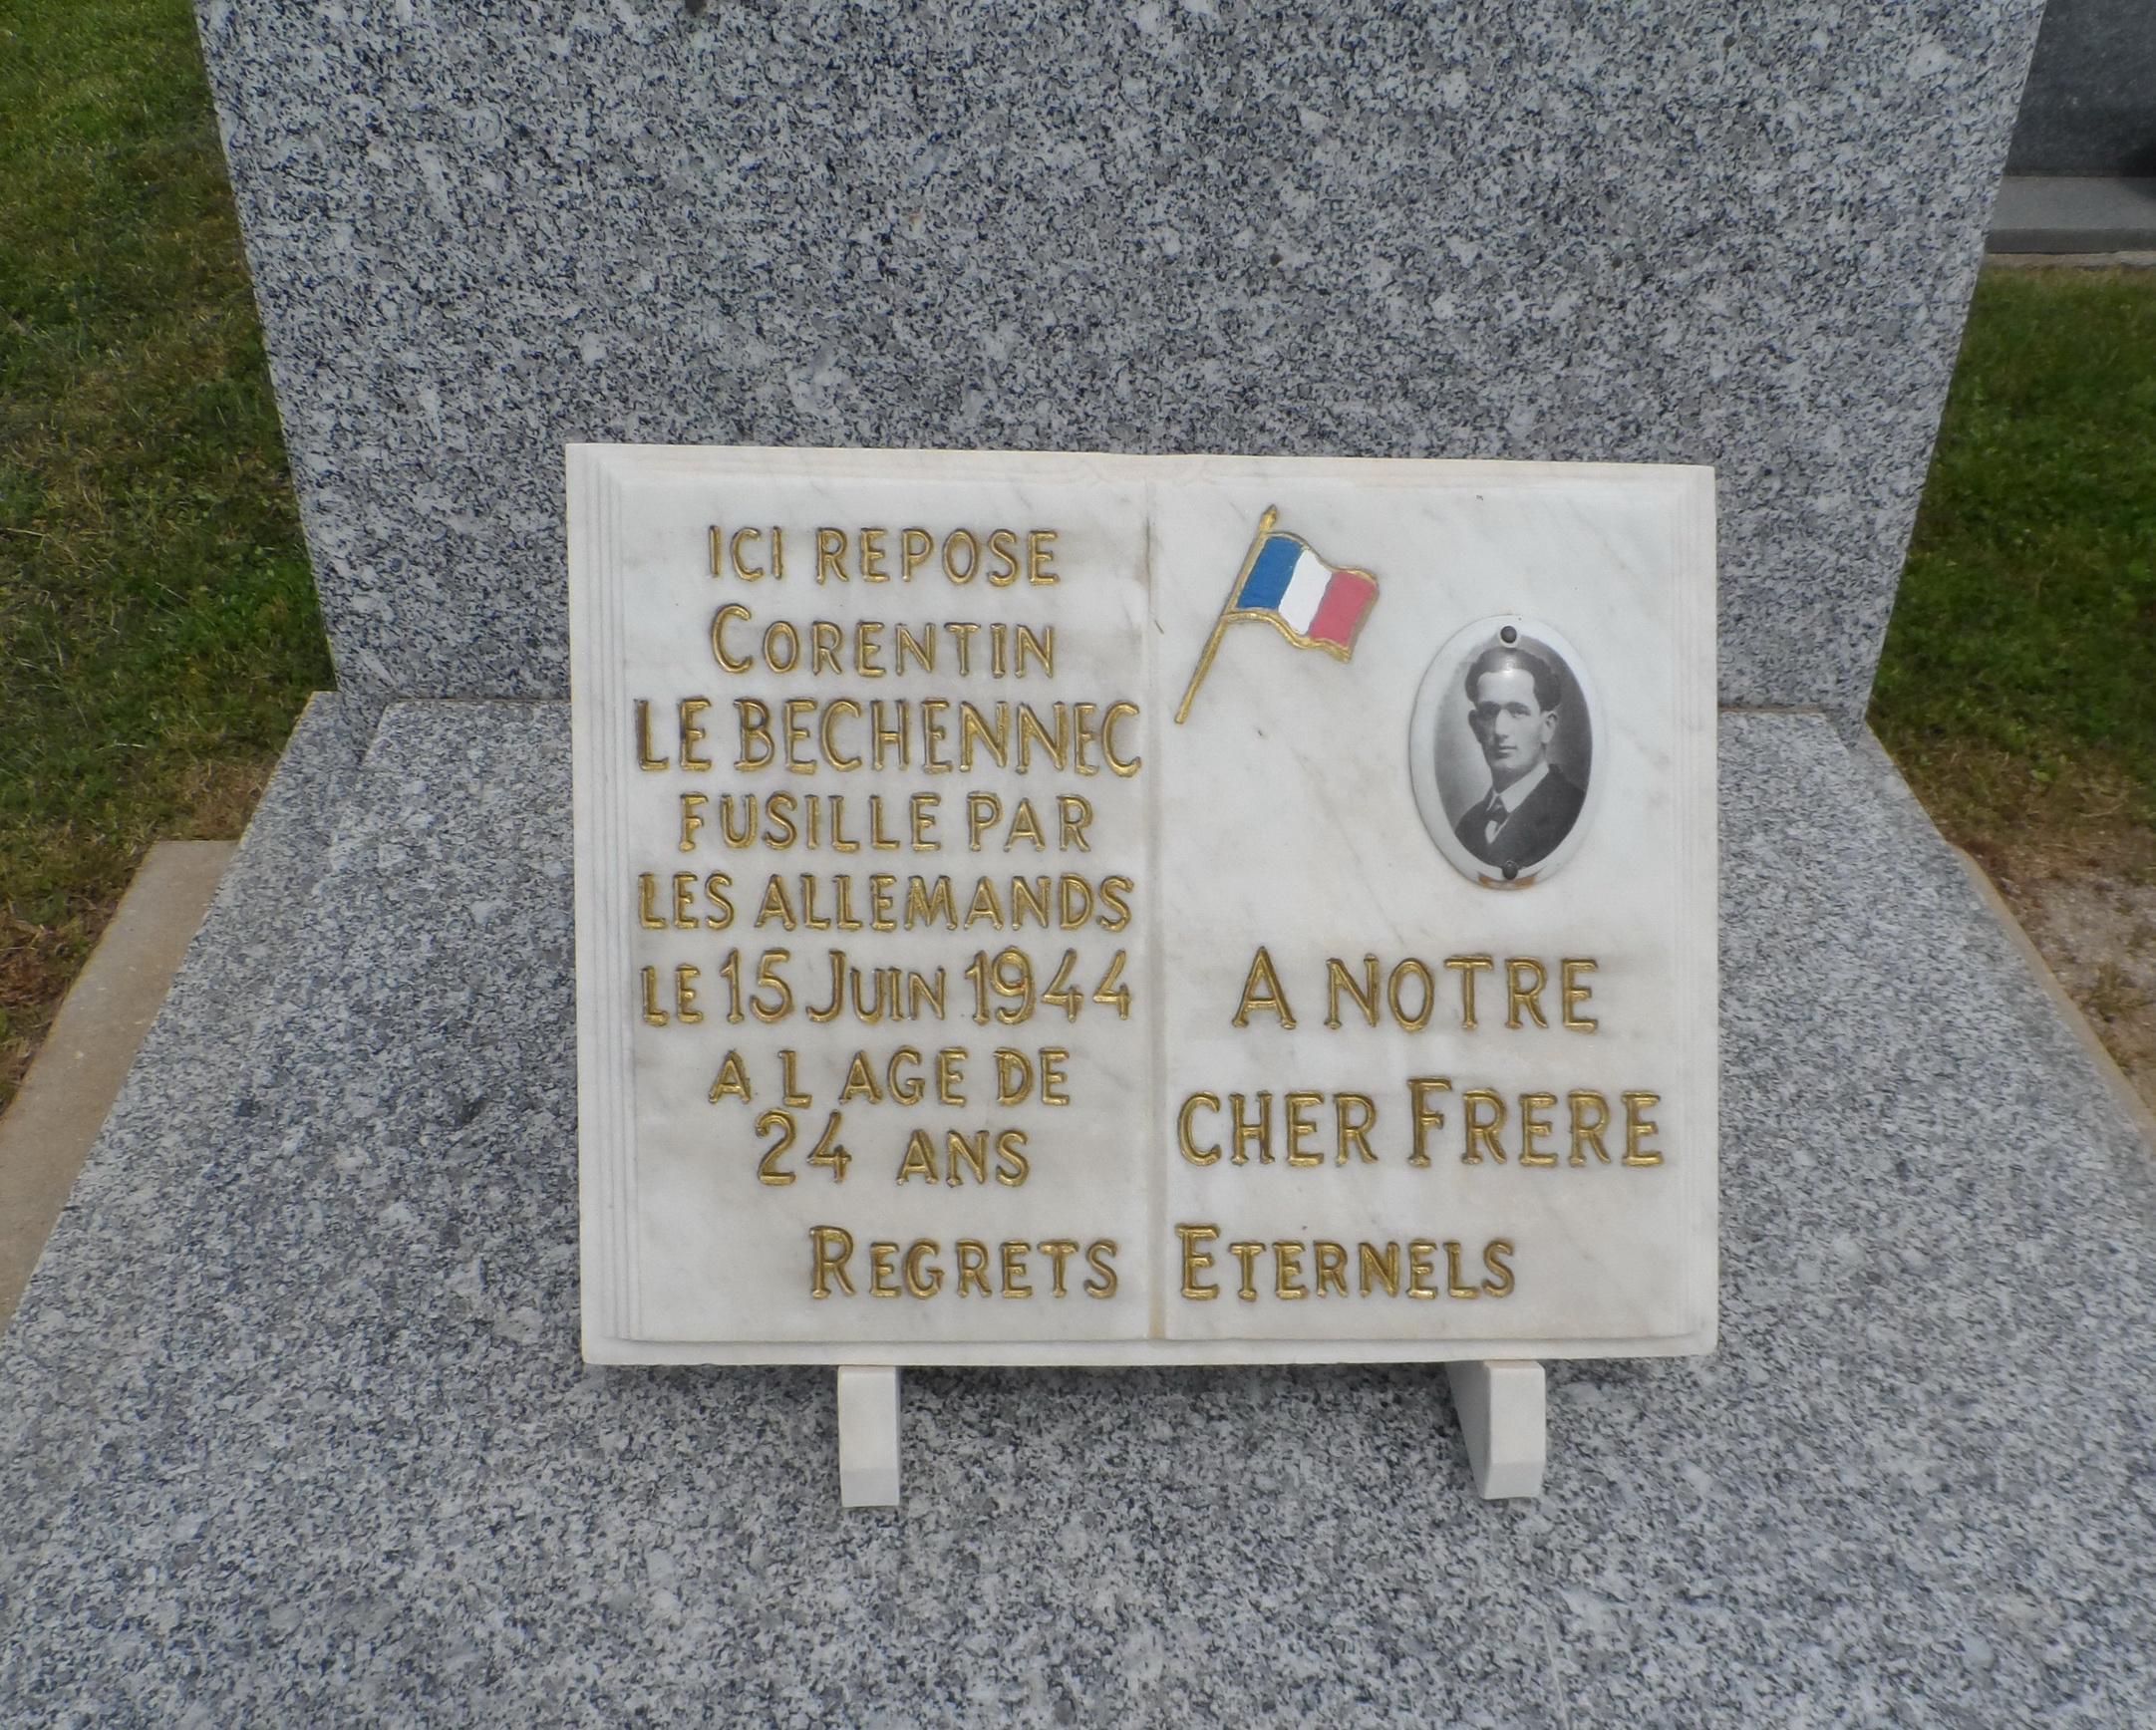 ICI REPOSE
CORENTIN
LE BECHENNEC
FUSILLE PAR
LES ALLEMANDS
LE 15 JUIN 1944
A L AGE DE
24 ANS
A NOTRE
CHER FRERE
REGRETS ETERNELS